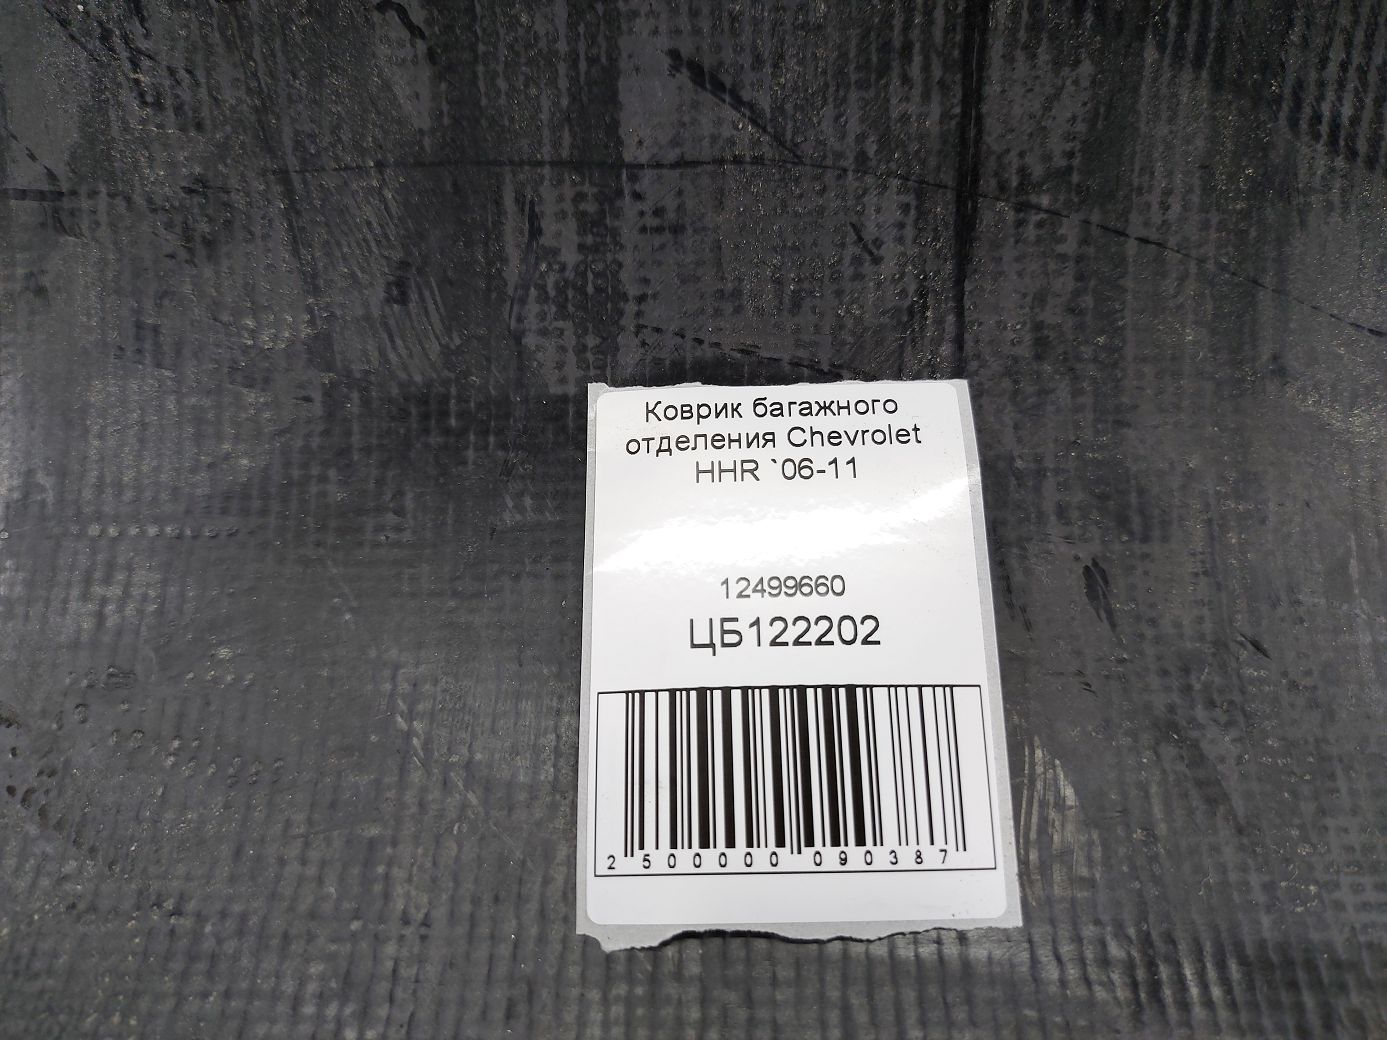 Коврик багажного
отделения Chevrolet
HHR `06-11
12499660
ЦБ122202
2 500000 090387